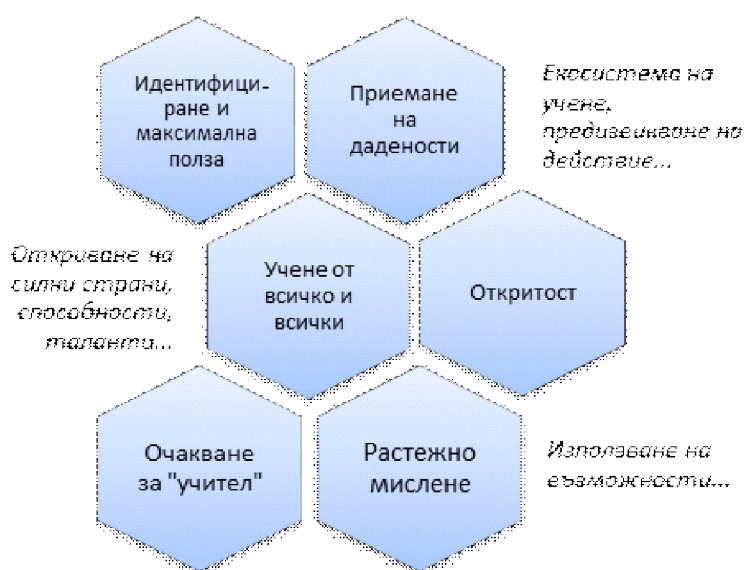 Идентифици-
ране и
максимална
полза
Приемане
на
дадености
Екосистема на
учене,
предизвикване на
действие...
Откриване на
силни страни,
способности,
таланти...
Учене от
всичко и
всички
Откритост
Очакване
за "учител"
Растежно
мислене
Използване на
възможности...